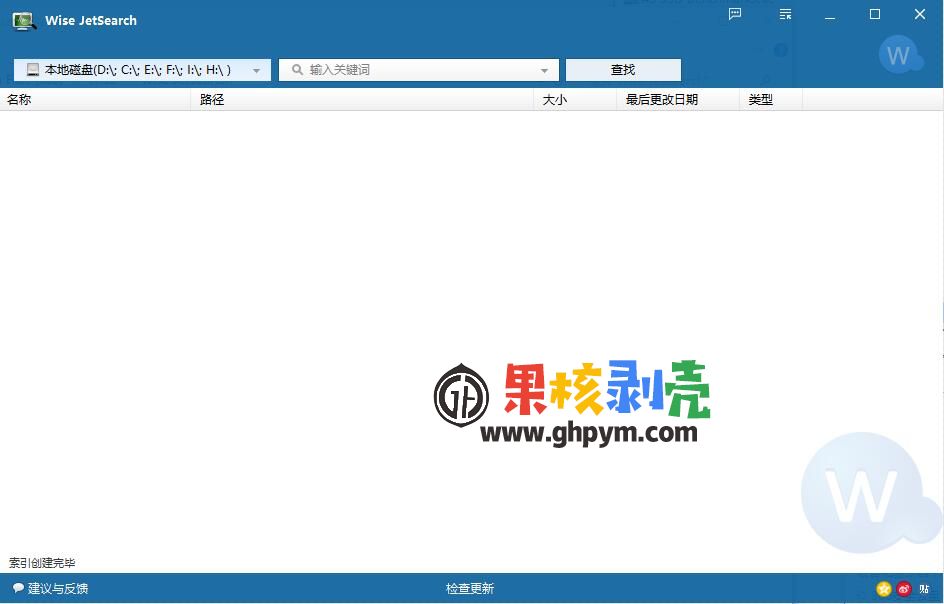 Wise JetSearch
W
本地磁盘(D:\; C:\; E:\; F:\; I:\; H:\ )
输入关键词
查找
名称 路径 大小 最后更改日期 类型
果核剥壳
www.ghpym.com
W
索引创建完毕
建议与反馈 检查更新 贴